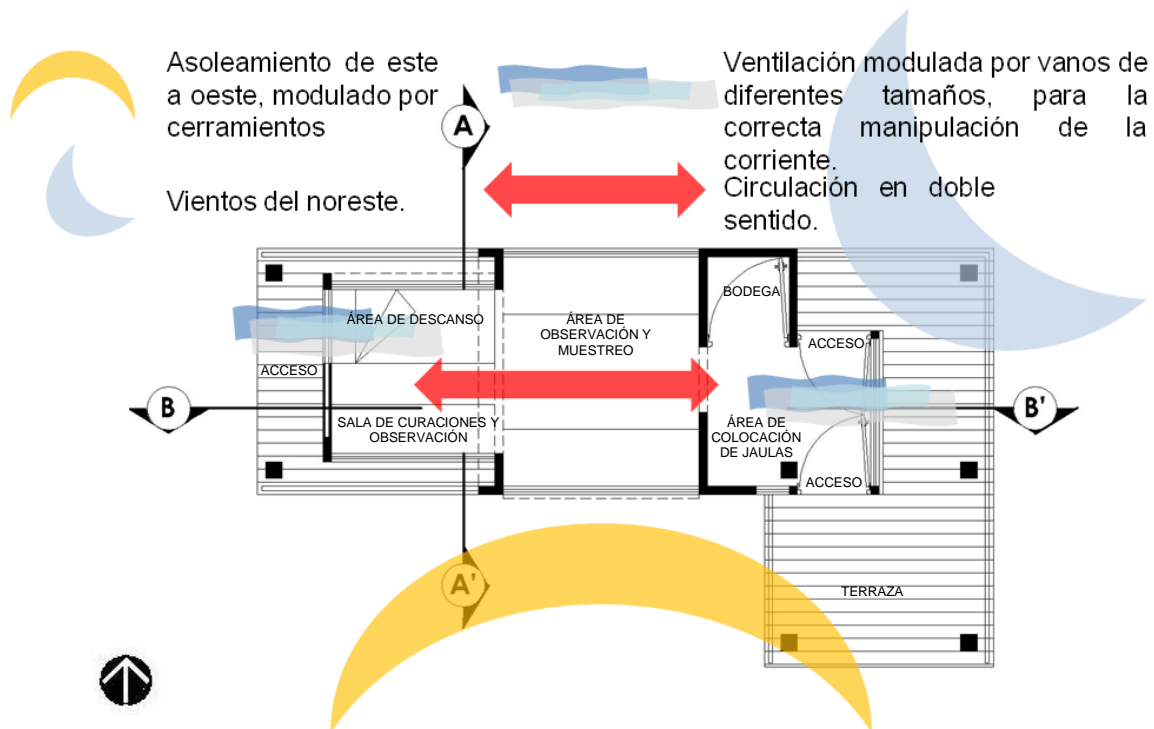 Asoleamiento de este
a oeste, modulado por
cerramientos
Vientos del noreste.
Ventilación modulada por vanos de
diferentes tamaños, para la
correcta manipulación de la
corriente.
Circulación en doble
sentido.
A
BODEGA
ÁREA DE DESCANSO
ÁREA DE
OBSERVACIÓN Y
MUESTREO
ACCESO
ACCESO
B
B'
SALA DE CURACIONES Y
OBSERVACIÓN
ÁREA DE
COLOCACIÓN
DE JAULAS
ACCESO
A'
TERRAZA